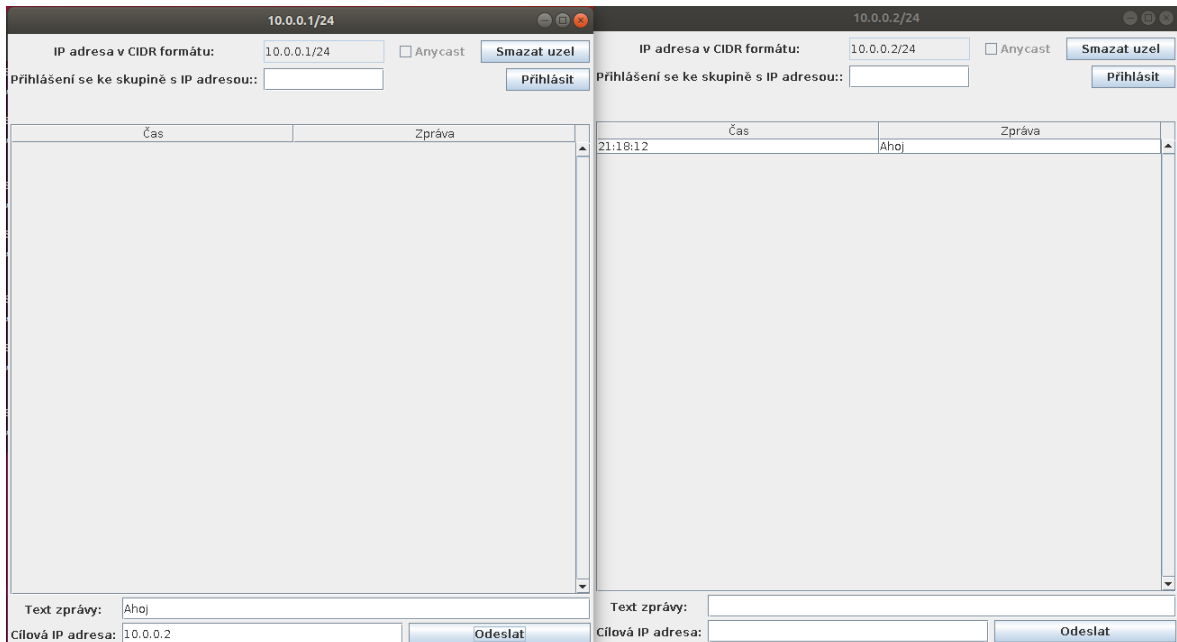 10.0.0.1/24
IP adresa v CIDR formátu: 10.0.0.1/24 Anycast Smazat uzel
Přihlášení se ke skupině s IP adresou:: Přihlásit
Čas Zpráva
Text zprávy: Ahoj
Cílová IP adresa: 10.0.0.2 Odeslat
10.0.0.2/24
IP adresa v CIDR formátu: 10.0.0.2/24 Anycast Smazat uzel
Přihlášení se ke skupině s IP adresou:: Přihlásit
Čas Zpráva
21:18:12 Ahoj
Text zprávy:
Cílová IP adresa: Odeslat